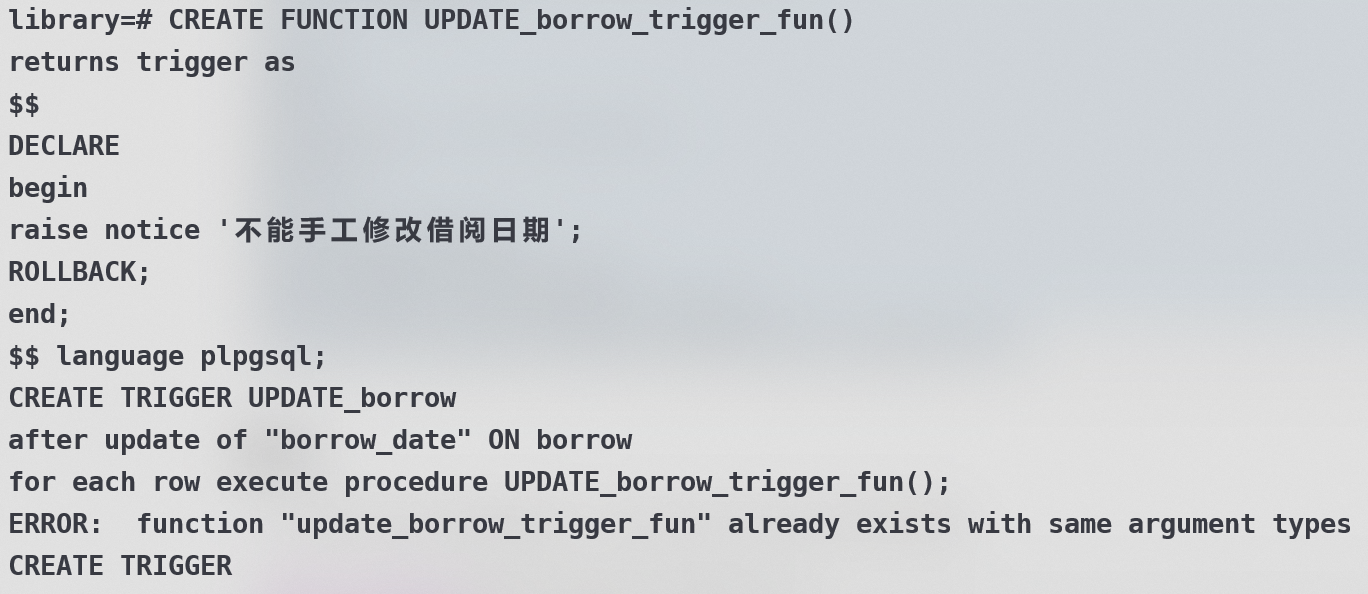 library=# CREATE FUNCTION UPDATE_borrow_trigger_fun()
returns trigger as
$$
DECLARE
begin
raise notice '不能手工修改借阅日期';
ROLLBACK;
end;
$$ language plpgsql;
CREATE TRIGGER UPDATE_borrow
after update of "borrow_date" ON borrow
for each row execute procedure UPDATE_borrow_trigger_fun();
ERROR:  function "update_borrow_trigger_fun" already exists with same argument types
CREATE TRIGGER